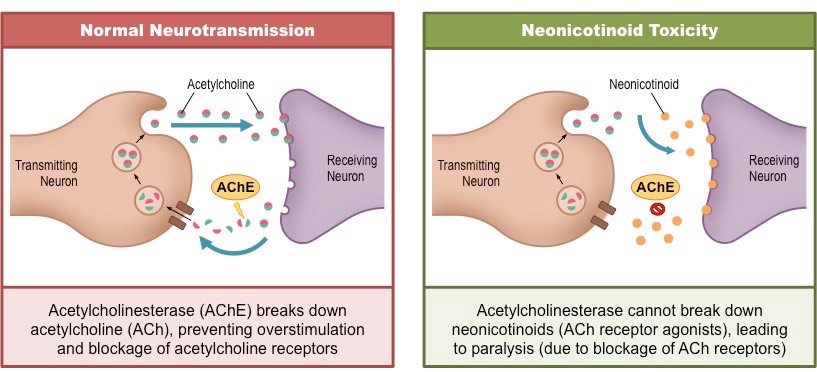 Normal Neurotransmission
Acetylcholine
Transmitting
Neuron
Receiving
Neuron
AChE
Acetylcholinesterase (AChE) breaks down
acetylcholine (ACh), preventing overstimulation
and blockage of acetylcholine receptors
Neonicotinoid Toxicity
Neonicotinoid
Transmitting
Neuron
Receiving
Neuron
AChE
Acetylcholinesterase cannot break down
neonicotinoids (ACh receptor agonists), leading
to paralysis (due to blockage of ACh receptors)